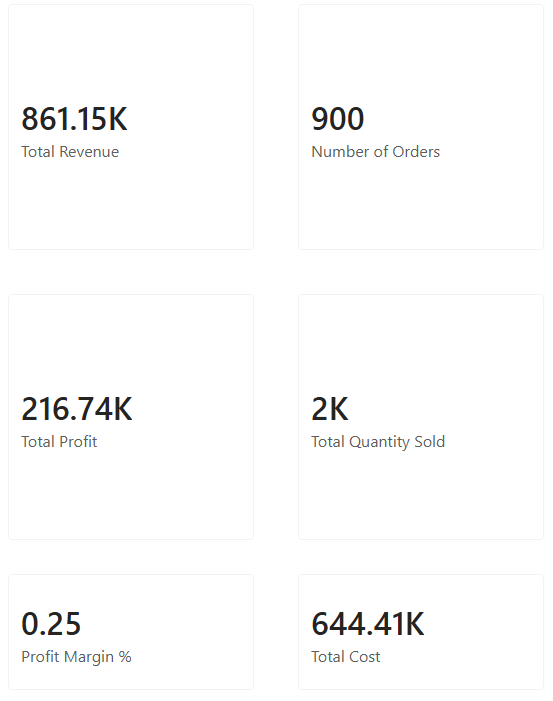 861.15K
Total Revenue
900
Number of Orders
216.74K
Total Profit
2K
Total Quantity Sold
0.25
Profit Margin %
644.41K
Total Cost